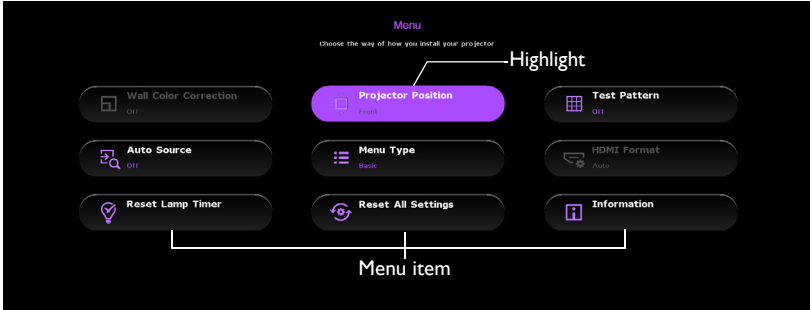 Menu
Choose the way of how you install your projector
Highlight
Wall Color Correction
Off
Projector Position
Front
Test Pattern
Off
Auto Source
Off
Menu Type
Basic
HDMI Format
Auto
Reset Lamp Timer
Reset All Settings
Information
Menu item